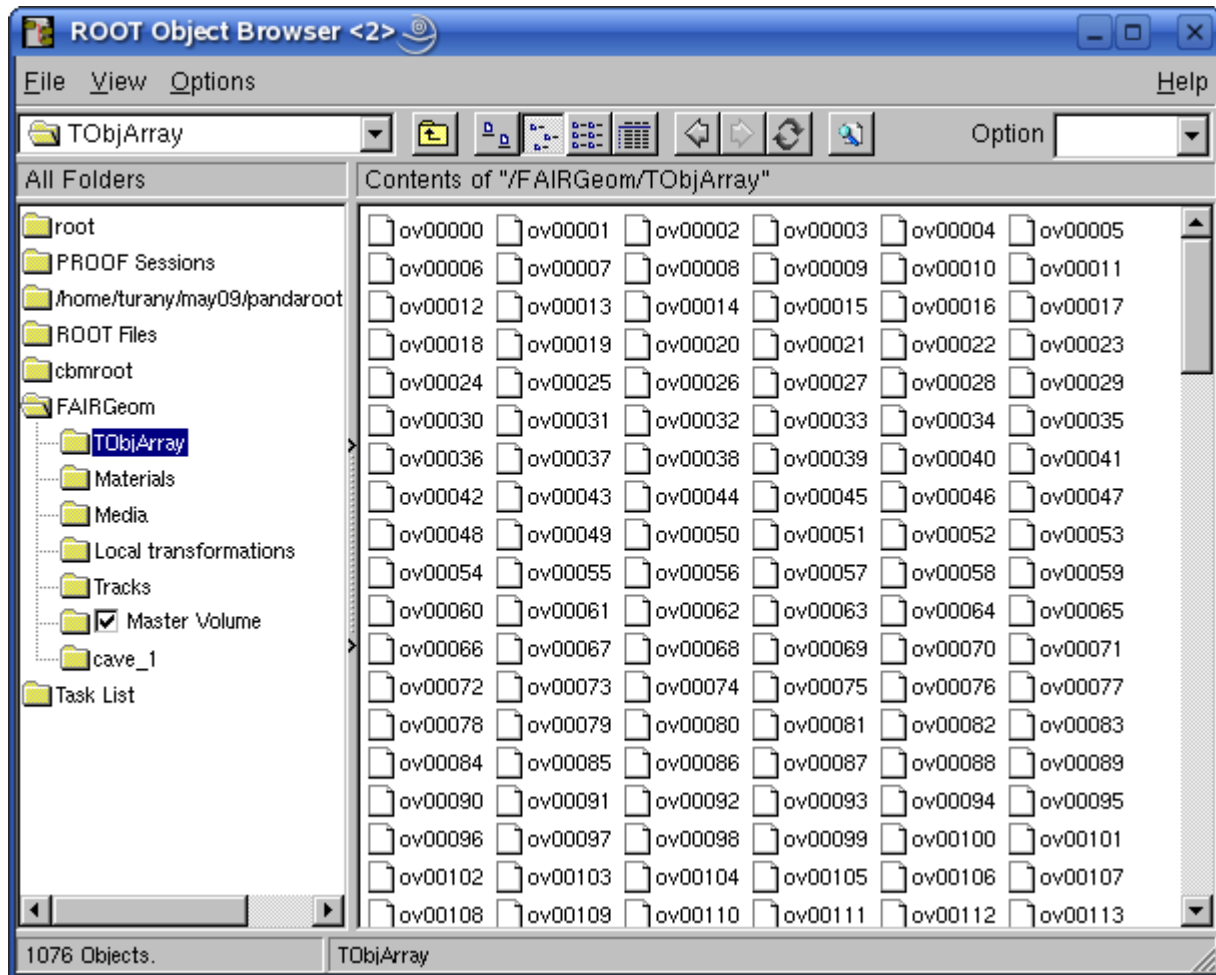 ROOT Object Browser <2>
File View Options Help
TObjArray Option
All Folders Contents of "/FAIRGeom/TObjArray"
root
PROOF Sessions
/home/turany/may09/pandaroot
ROOT Files
cbmroot
FAIRGeom
TObjArray
Materials
Media
Local transformations
Tracks
Master Volume
cave_1
Task List
ov00000 ov00001 ov00002 ov00003 ov00004 ov00005
ov00006 ov00007 ov00008 ov00009 ov00010 ov00011
ov00012 ov00013 ov00014 ov00015 ov00016 ov00017
ov00018 ov00019 ov00020 ov00021 ov00022 ov00023
ov00024 ov00025 ov00026 ov00027 ov00028 ov00029
ov00030 ov00031 ov00032 ov00033 ov00034 ov00035
ov00036 ov00037 ov00038 ov00039 ov00040 ov00041
ov00042 ov00043 ov00044 ov00045 ov00046 ov00047
ov00048 ov00049 ov00050 ov00051 ov00052 ov00053
ov00054 ov00055 ov00056 ov00057 ov00058 ov00059
ov00060 ov00061 ov00062 ov00063 ov00064 ov00065
ov00066 ov00067 ov00068 ov00069 ov00070 ov00071
ov00072 ov00073 ov00074 ov00075 ov00076 ov00077
ov00078 ov00079 ov00080 ov00081 ov00082 ov00083
ov00084 ov00085 ov00086 ov00087 ov00088 ov00089
ov00090 ov00091 ov00092 ov00093 ov00094 ov00095
ov00096 ov00097 ov00098 ov00099 ov00100 ov00101
ov00102 ov00103 ov00104 ov00105 ov00106 ov00107
ov00108 ov00109 ov00110 ov00111 ov00112 ov00113
1076 Objects. TObjArray